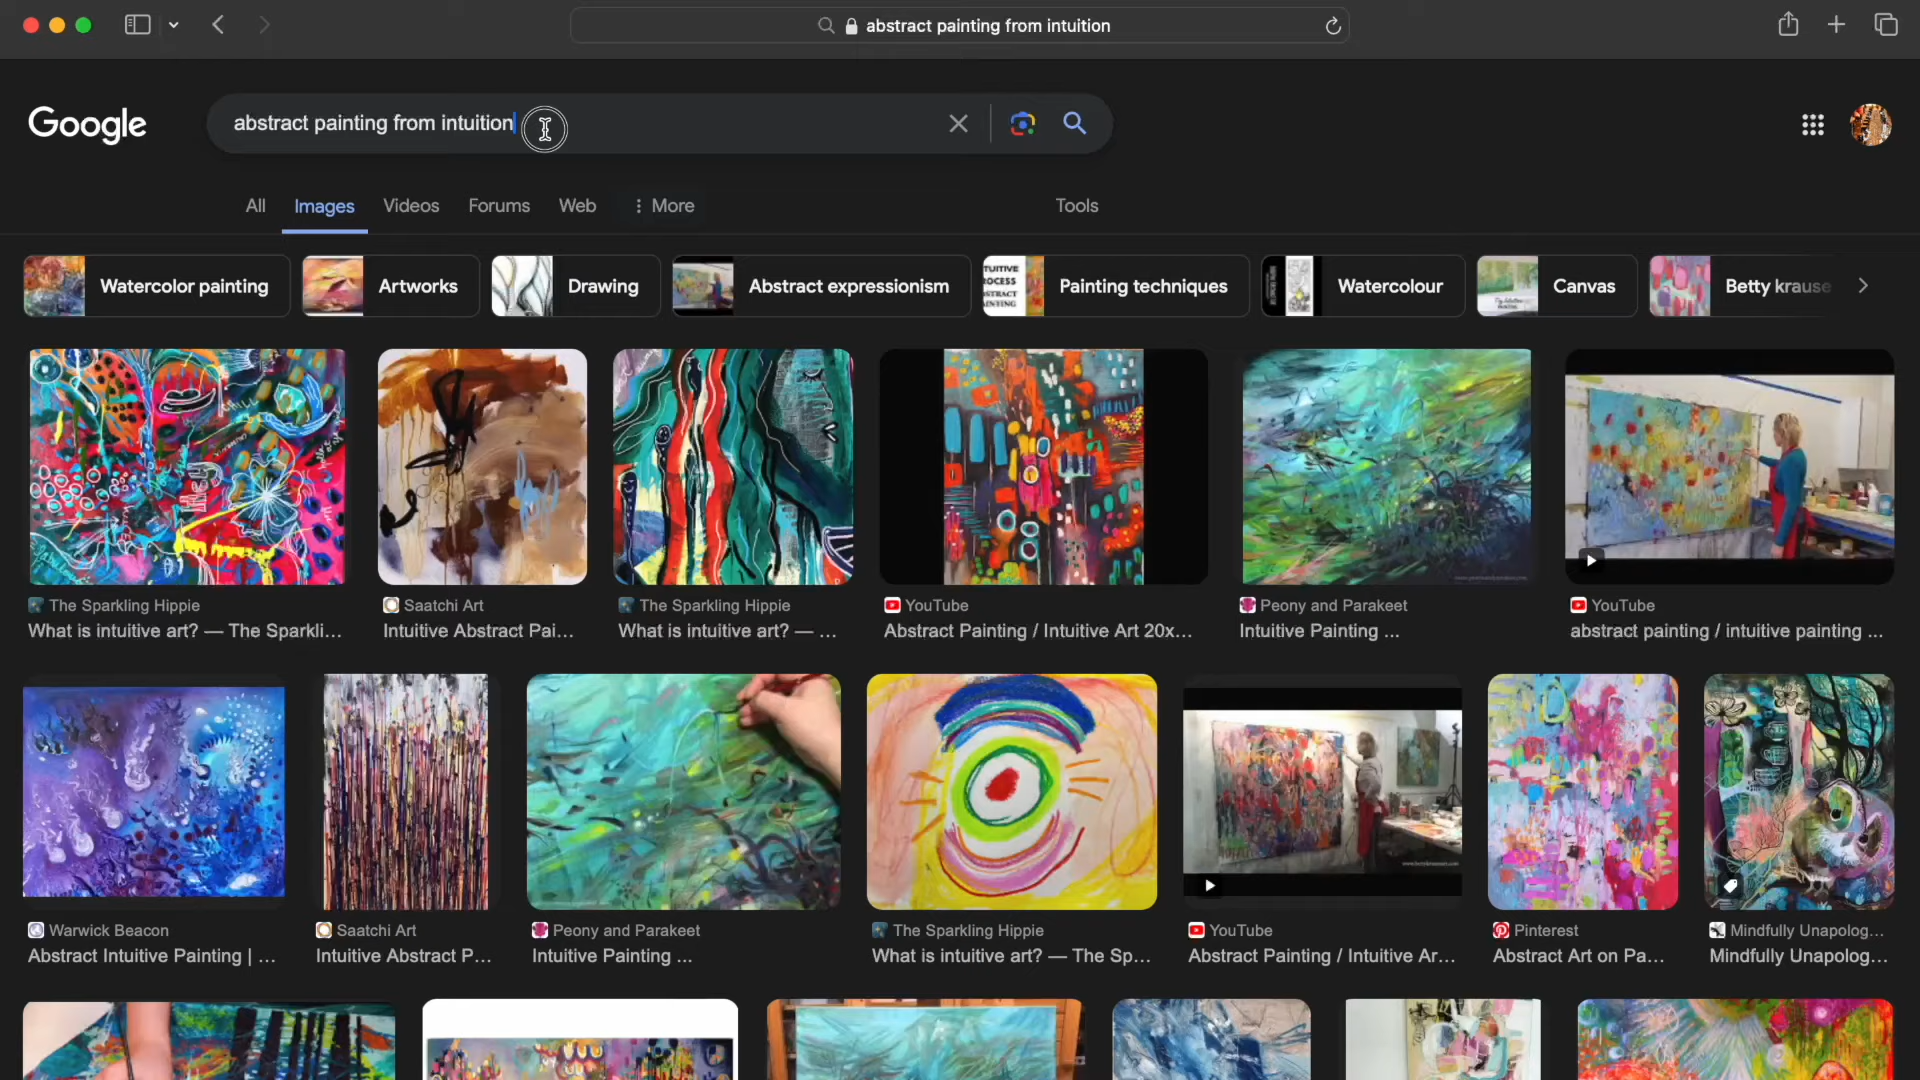 abstract painting from intuition
Google
abstract painting from intuition
All
Images
Videos
Forums
Web
More
Tools
Watercolor painting
Artworks
Drawing
Abstract expressionism
TUITIVE
ROCESS
STRACT
AINTING
Painting techniques
Watercolour
Canvas
Betty krause
The Sparkling Hippie
What is intuitive art? — The Sparkli...
Saatchi Art
Intuitive Abstract Pai...
The Sparkling Hippie
What is intuitive art? — ...
YouTube
Abstract Painting / Intuitive Art 20x...
Peony and Parakeet
Intuitive Painting ...
YouTube
abstract painting / intuitive painting ...
Warwick Beacon
Abstract Intuitive Painting | ...
Saatchi Art
Intuitive Abstract P...
Peony and Parakeet
Intuitive Painting ...
The Sparkling Hippie
What is intuitive art? — The Sp...
YouTube
Abstract Painting / Intuitive Ar...
Pinterest
Abstract Art on Pa...
Mindfully Unapolog...
Mindfully Unapolog...